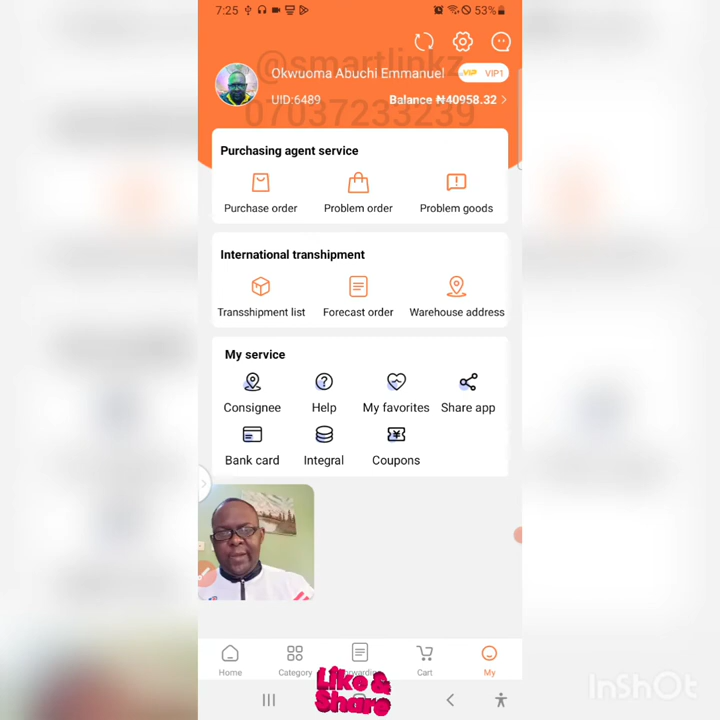 7:25
53%
@smartlinkz
Okwuoma Abuchi Emmanuel
VIP VIP1
UID:6489
Balance ₦40958.32 >
07037233239
Purchasing agent service
Purchase order
Problem order
Problem goods
International transhipment
Transshipment list
Forecast order
Warehouse address
My service
Consignee
Help
My favorites
Share app
Bank card
Integral
Coupons
Home
Category
Cart
My
Like &
Share
InShOt